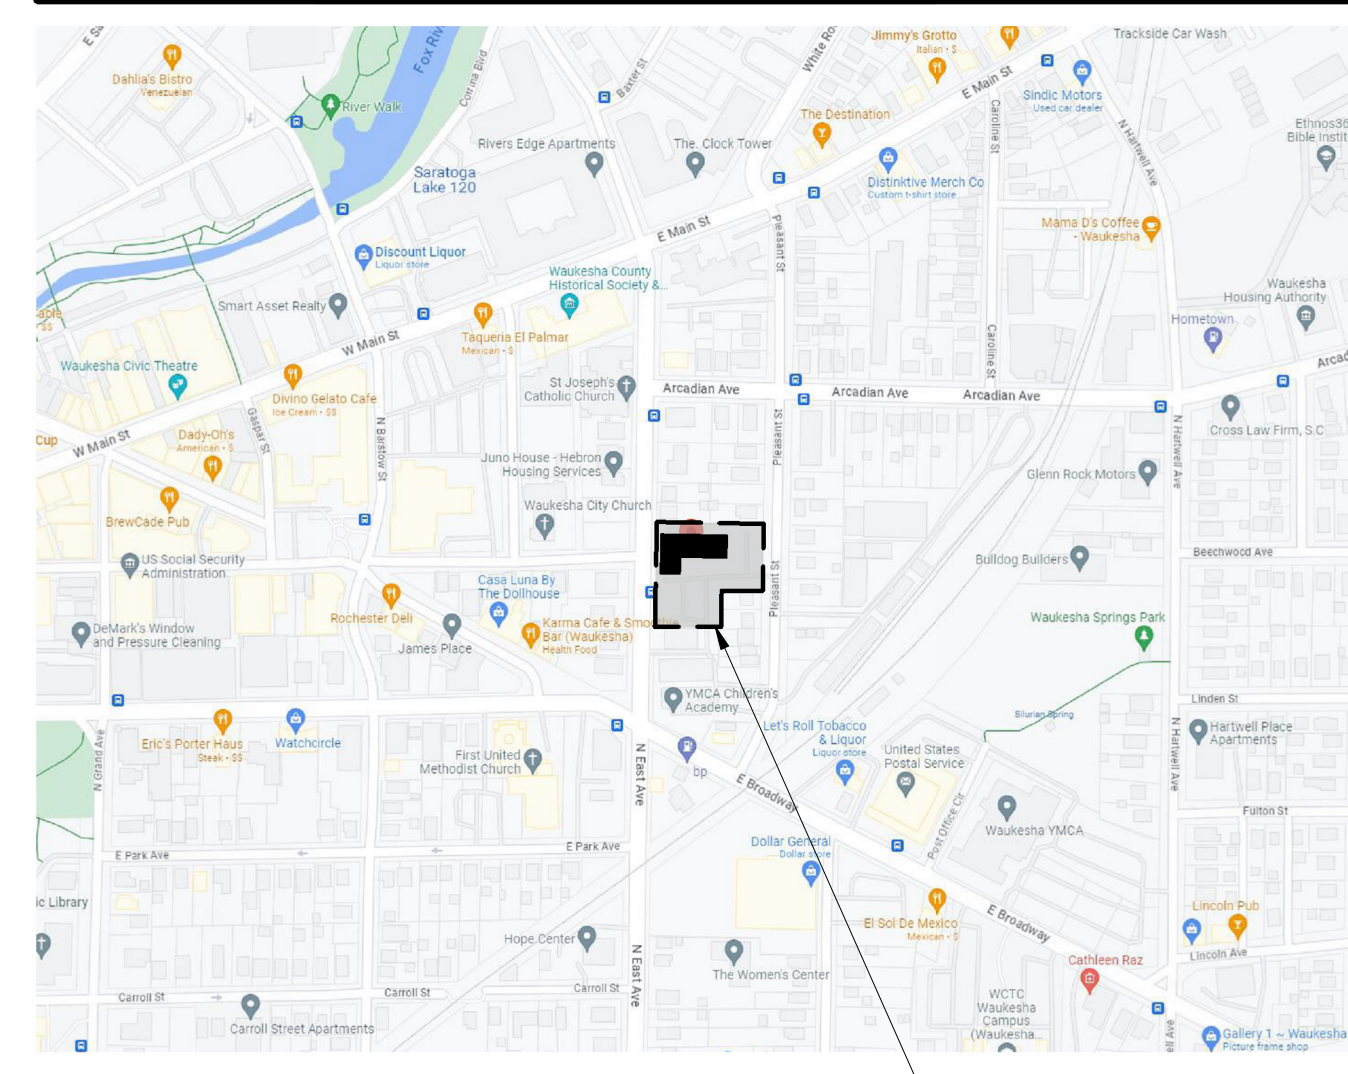 E Sa
Fox Riv
Corrina Blvd
Baxter St
White Ro
Jimmy's Grotto
Italian • $
Trackside Car Wash
E Main St
Dahlia's Bistro
Venezuelan
River Walk
Sindic Motors
Used car dealer
The Destination
Caroline St
N Hartwell Ave
Ethnos36
Bible Instit
Rivers Edge Apartments
The. Clock Tower
Saratoga
Lake 120
Distinktive Merch Co
Custom t-shirt store
Pleasant St
Mama D's Coffee
- Waukesha
E Main St
Discount Liquor
Liquor store
Waukesha County
Historical Society &...
Waukesha
Housing Authority
Smart Asset Realty
Hometown
Taqueria El Palmar
Mexican • $
W Main St
Caroline St
Waukesha Civic Theatre
St Joseph's
Catholic Church
Arcadian Ave
Arcadian Ave
Arcadian Ave
Arcad
Divino Gelato Cafe
Ice Cream • $$
Gaspar St
N Barstow St
Pleasant St
N Hartwell Ave
Cross Law Firm, S.C
Cup
W Main St
Dady-Oh's
American • $
Juno House - Hebron
Housing Services
Glenn Rock Motors
BrewCade Pub
Waukesha City Church
US Social Security
Administration
Pleasant St
Bulldog Builders
Beechwood Ave
Casa Luna By
The Dollhouse
Rochester Deli
Karma Cafe & Smoothie
Bar (Waukesha)
Health Food
Waukesha Springs Park
DeMark's Window
and Pressure Cleaning
James Place
YMCA Children's
Academy
Linden St
Silurian Spring
Eric's Porter Haus
Steak • $$
Watchcircle
Let's Roll Tobacco
& Liquor
Liquor store
Hartwell Place
Apartments
N Grand Ave
First United
Methodist Church
N East Ave
bp
United States
Postal Service
N Hartwell Ave
E Broadway
Post Office Cir
Waukesha YMCA
Fulton St
E Park Ave
E Park Ave
Dollar General
Dollar store
ic Library
El Sol De Mexico
Mexican • $
E Broadway
Lincoln Pub
Hope Center
N East Ave
The Women's Center
Cathleen Raz
Lincoln Ave
Carroll St
Carroll St
Carroll St
Carroll Street Apartments
WCTC
Waukesha
Campus
(Waukesha...
ell Ave
Gallery 1 ~ Waukesha
Picture frame shop